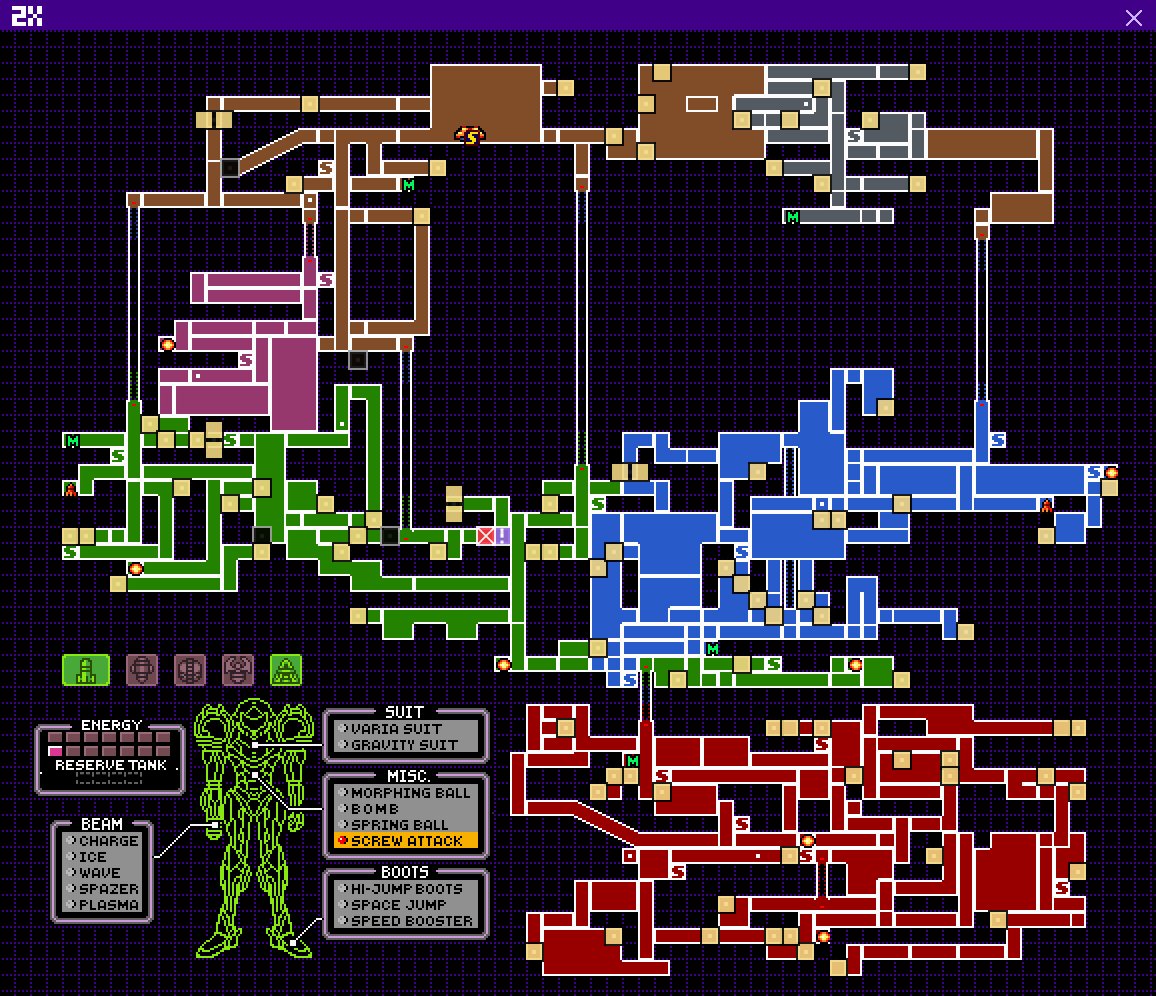 2X
M
S
M
S
S
S
S
M
S
S
S
S
S
S
S
M
S
S
M
S
S
S
S
S
S
ENERGY
RESERVE TANK
BEAM
CHARGE
ICE
WAVE
SPAZER
PLASMA
SUIT
VARIA SUIT
GRAVITY SUIT
MISC.
MORPHING BALL
BOMB
SPRING BALL
SCREW ATTACK
BOOTS
HI-JUMP BOOTS
SPACE JUMP
SPEED BOOSTER